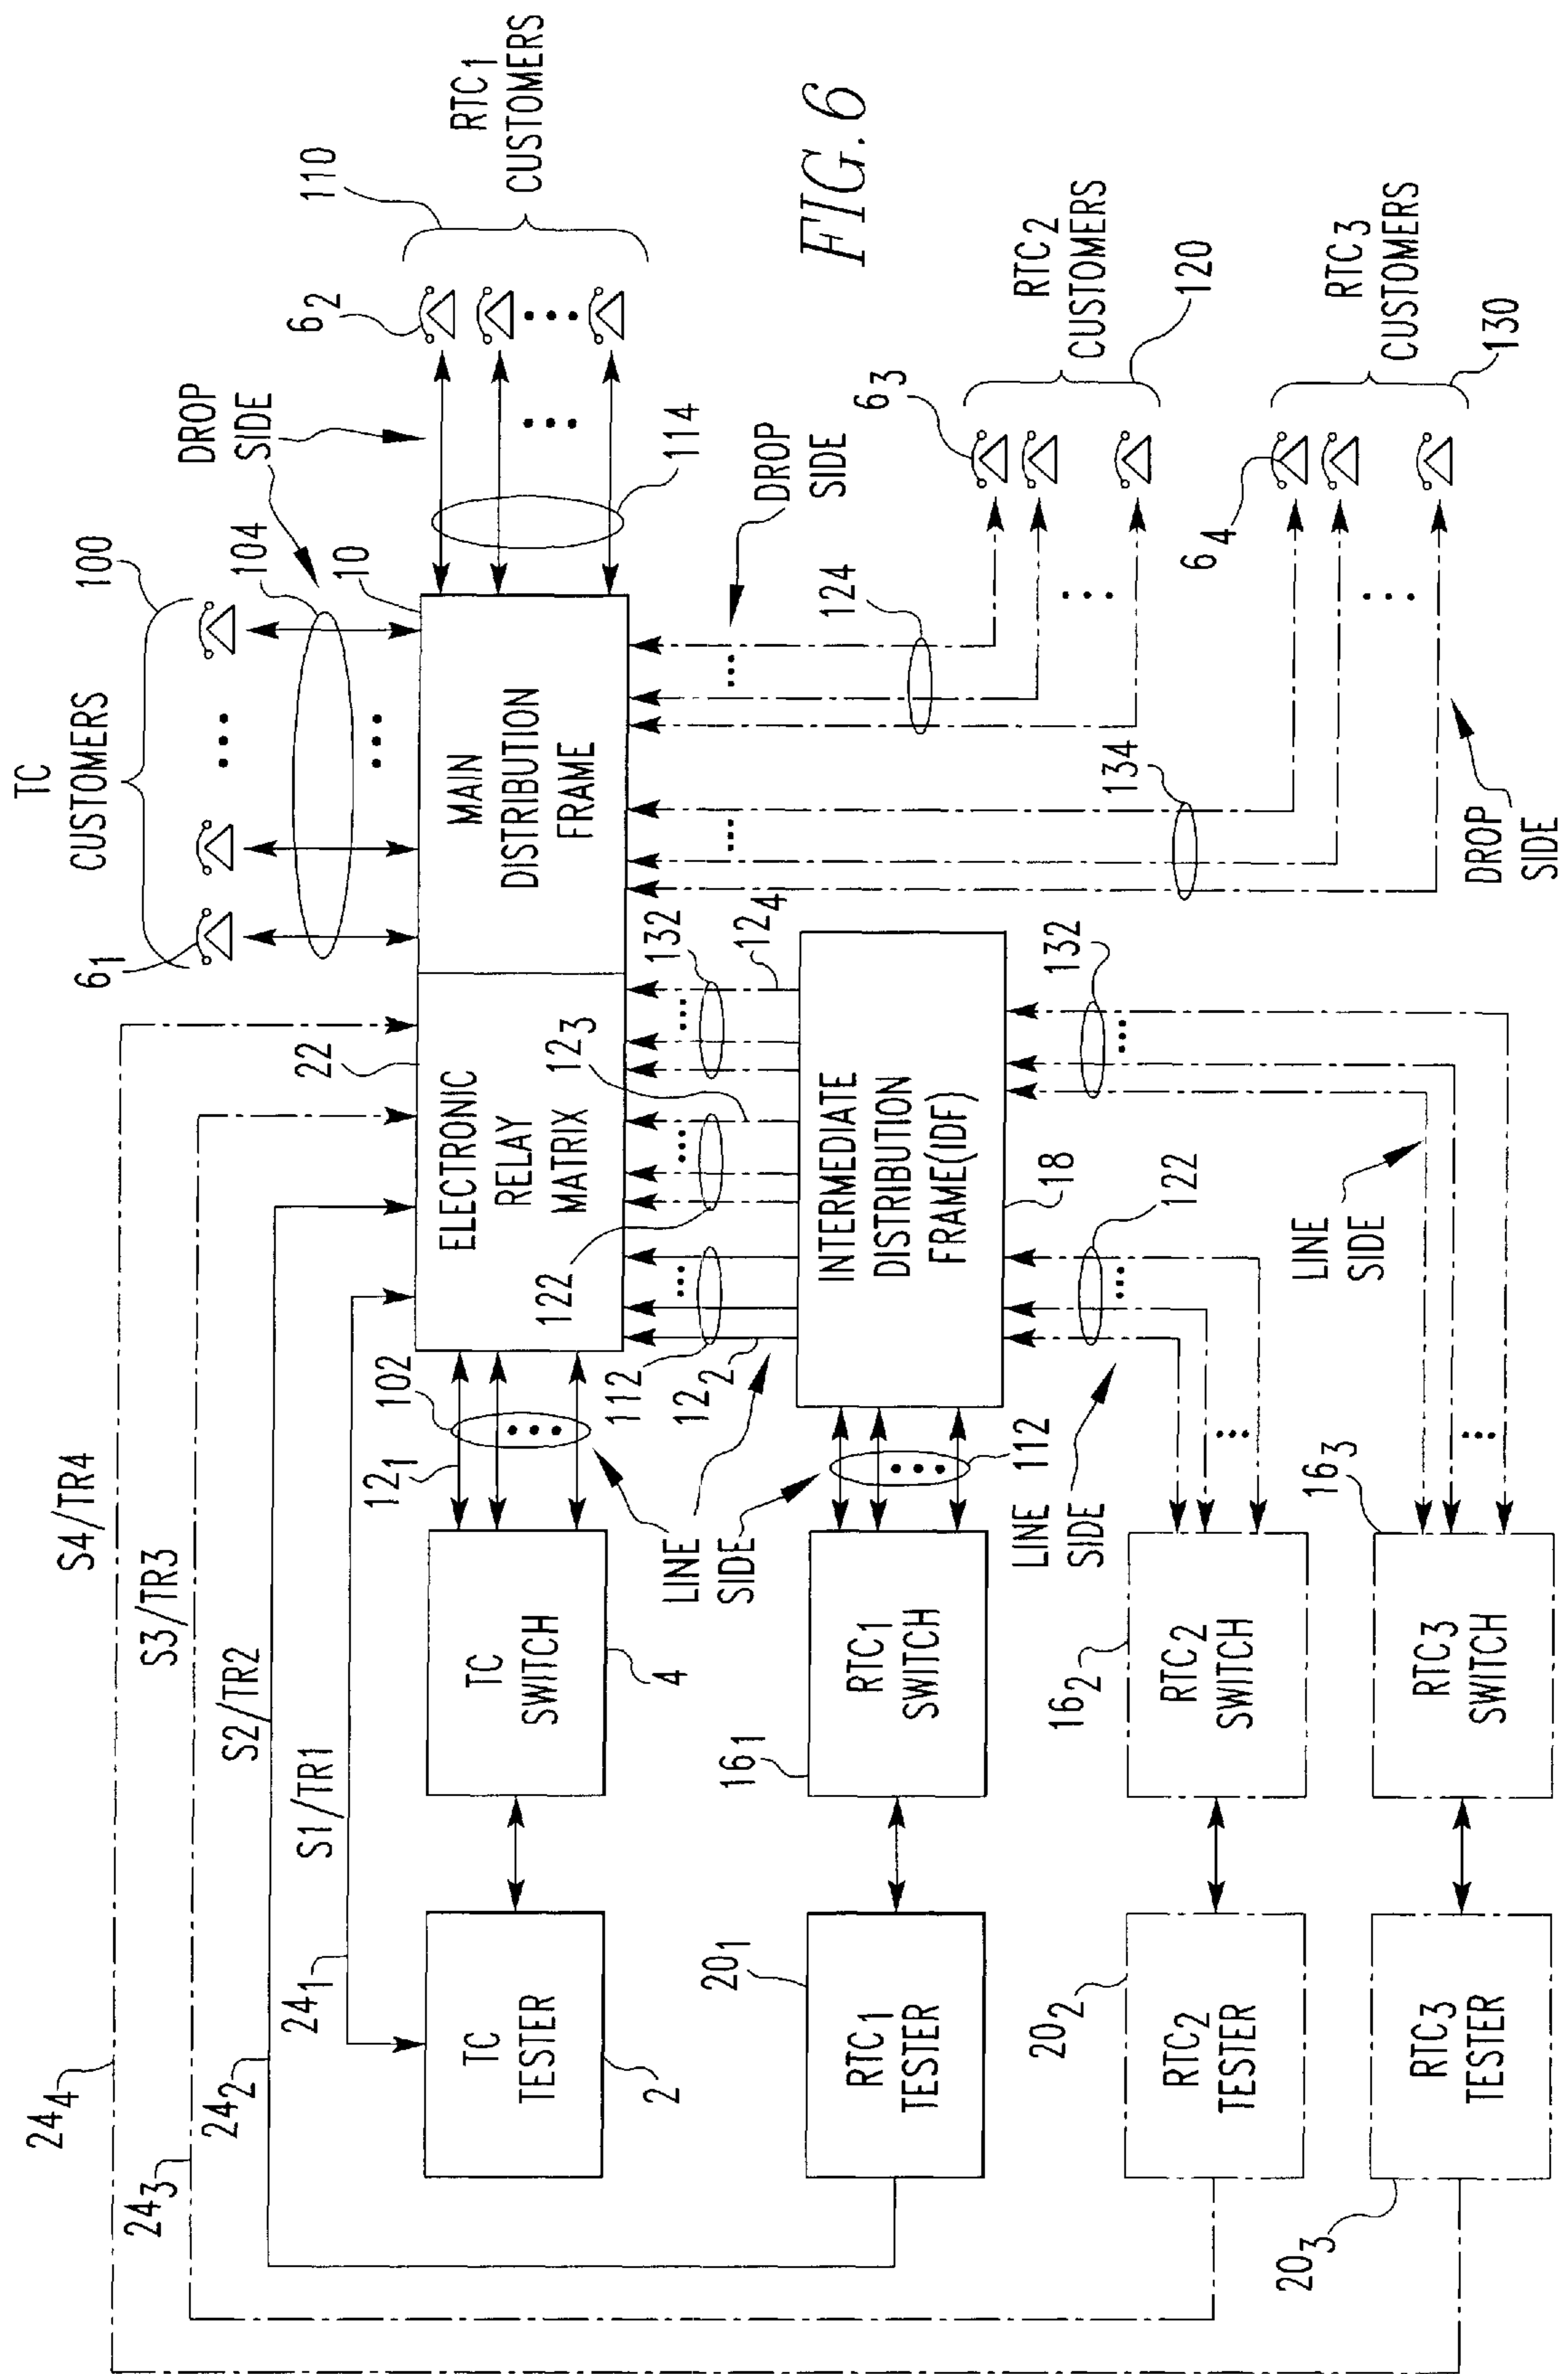 S4/TR4
24₄
S3/TR3
24₃
S2/TR2
24₂
S1/TR1
24₁
TC
CUSTOMERS
100
6₁
104
DROP
SIDE
10
22
TC
TESTER
2
TC
SWITCH
4
12₁
102
ELECTRONIC
RELAY
MATRIX
MAIN
DISTRIBUTION
FRAME
6₂
110
RTC₁
CUSTOMERS
114
LINE
SIDE
112
12₂
122
12₃
132
12₄
DROP
SIDE
124
134
FIG. 6
RTC₁
TESTER
20₁
RTC₁
SWITCH
16₁
112
INTERMEDIATE
DISTRIBUTION
FRAME(IDF)
18
6₃
RTC₂
CUSTOMERS
120
RTC₂
TESTER
20₂
RTC₂
SWITCH
16₂
LINE
SIDE
122
132
6₄
RTC₃
CUSTOMERS
130
RTC₃
TESTER
20₃
RTC₃
SWITCH
16₃
LINE
SIDE
DROP
SIDE